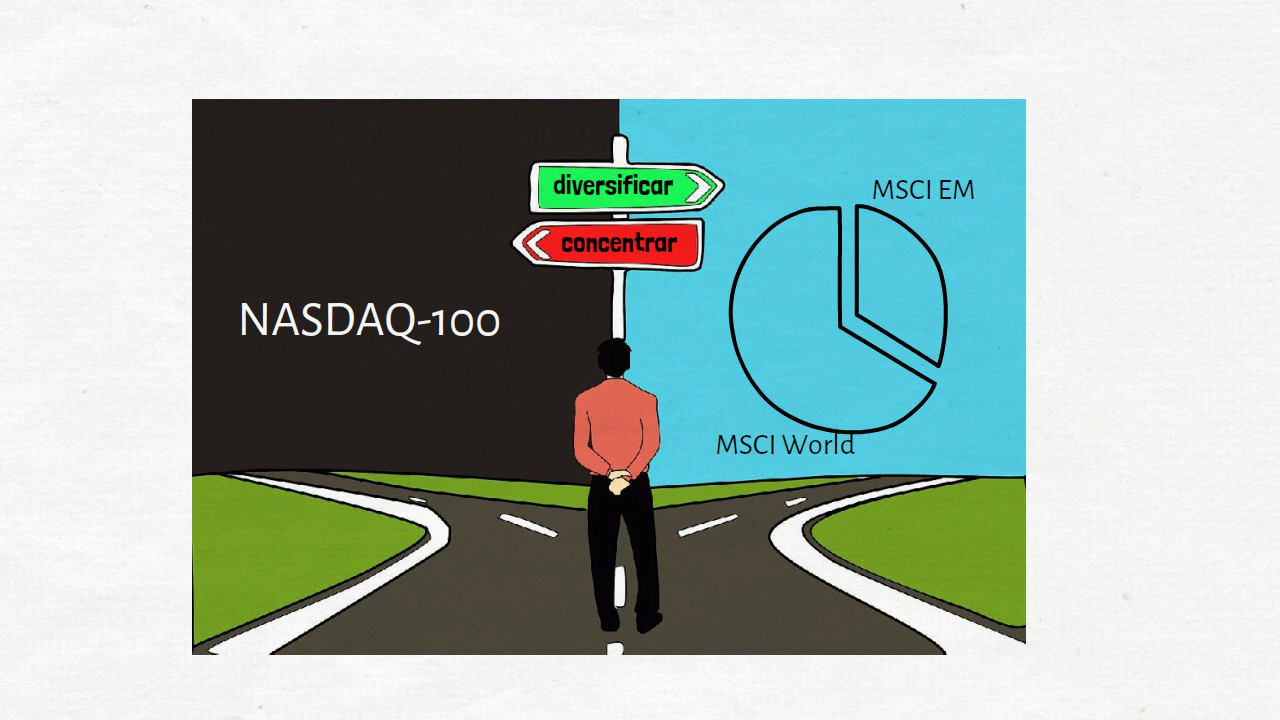 diversificar
concentrar
NASDAQ-100
MSCI EM
MSCI World